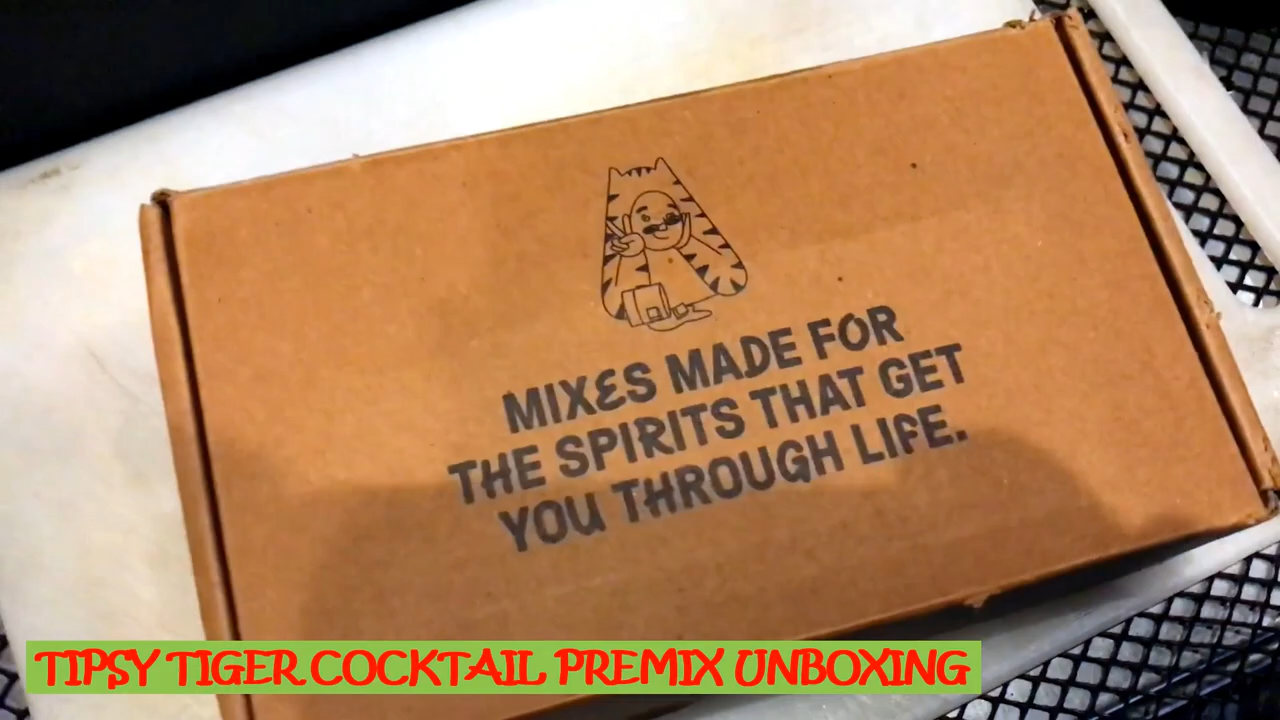 MIXES MADE FOR
THE SPIRITS THAT GET
YOU THROUGH LIFE.
TIPSY TIGER COCKTAIL PREMIX UNBOXING